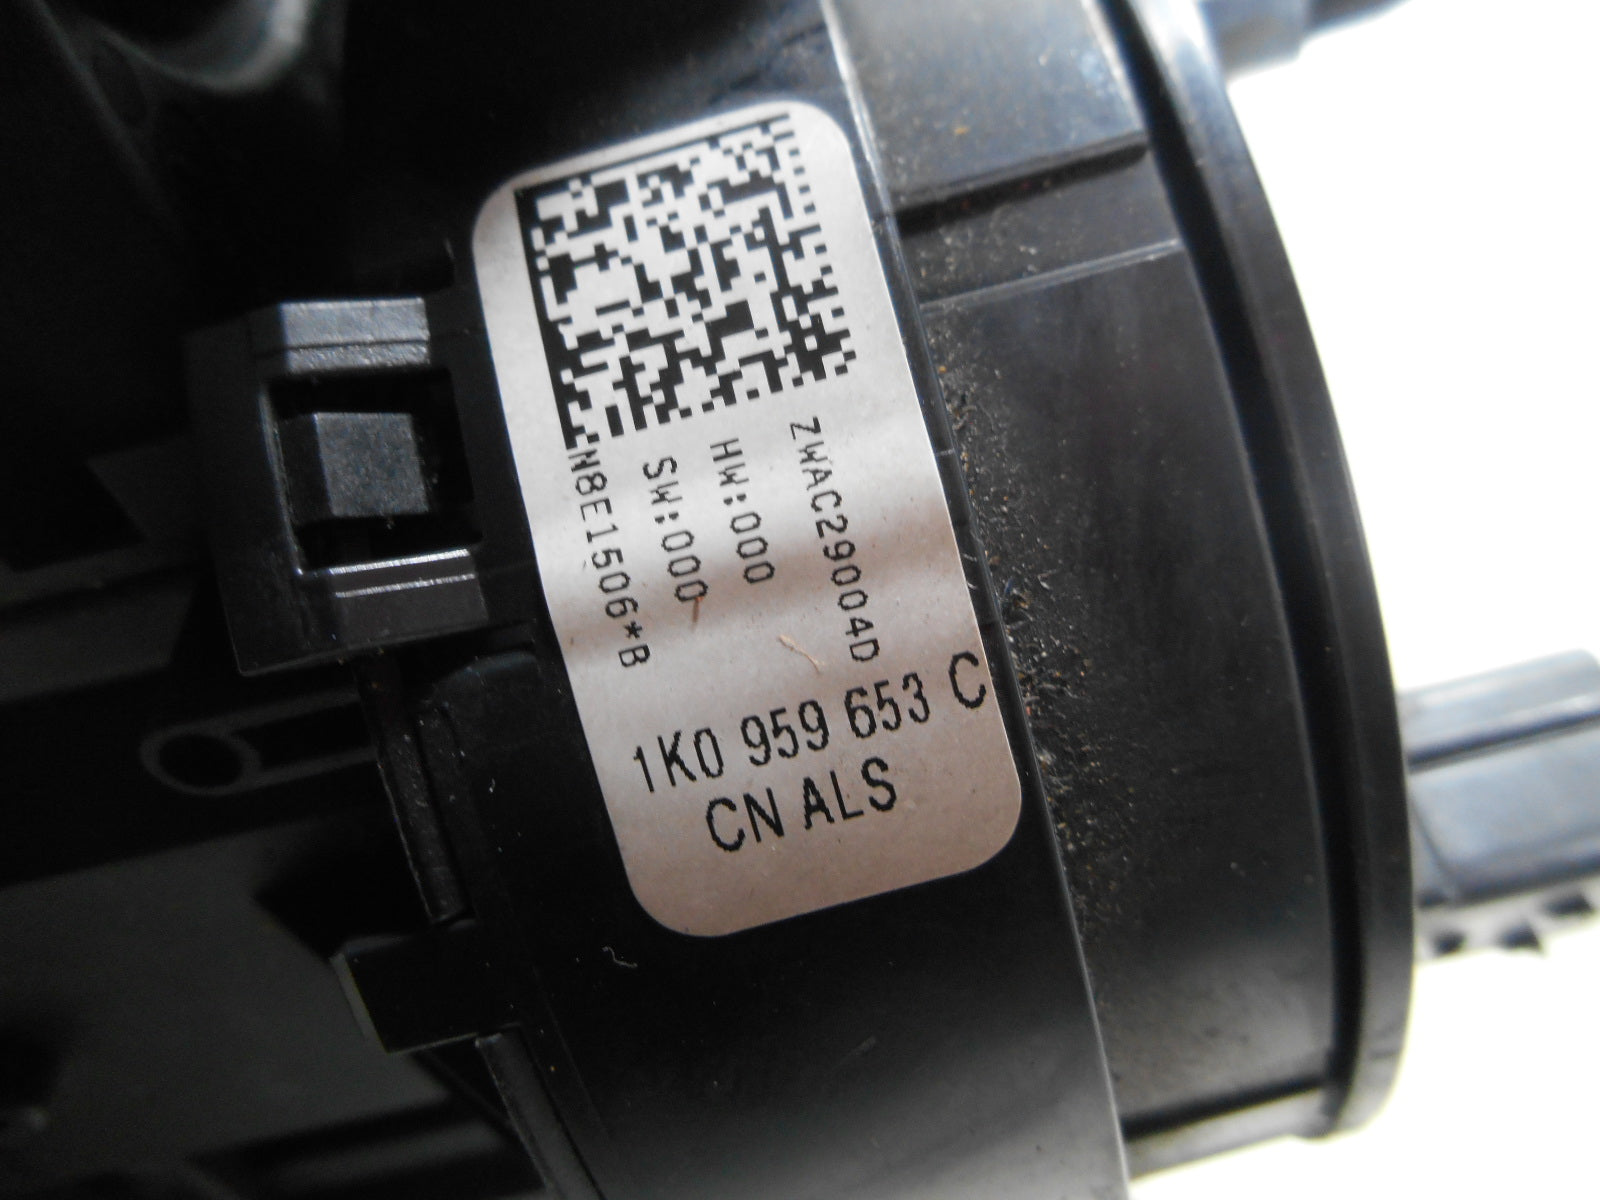 ZWAC29004D
HW:000
SW:000
N8E1506*B
1K0 959 653 C
CN ALS